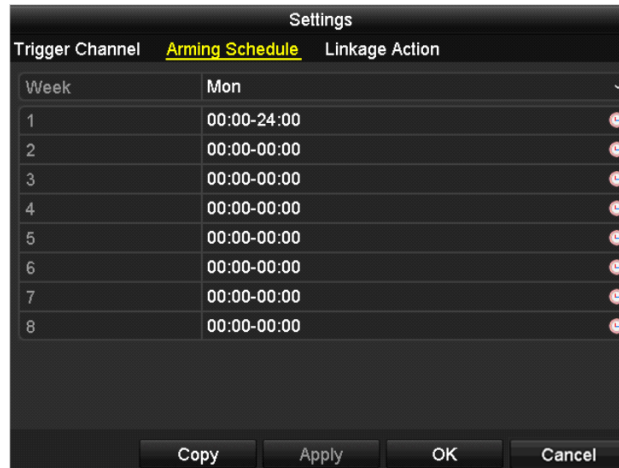 Settings
Trigger Channel Arming Schedule Linkage Action
Week Mon
1 00:00-24:00
2 00:00-00:00
3 00:00-00:00
4 00:00-00:00
5 00:00-00:00
6 00:00-00:00
7 00:00-00:00
8 00:00-00:00
Copy Apply OK Cancel